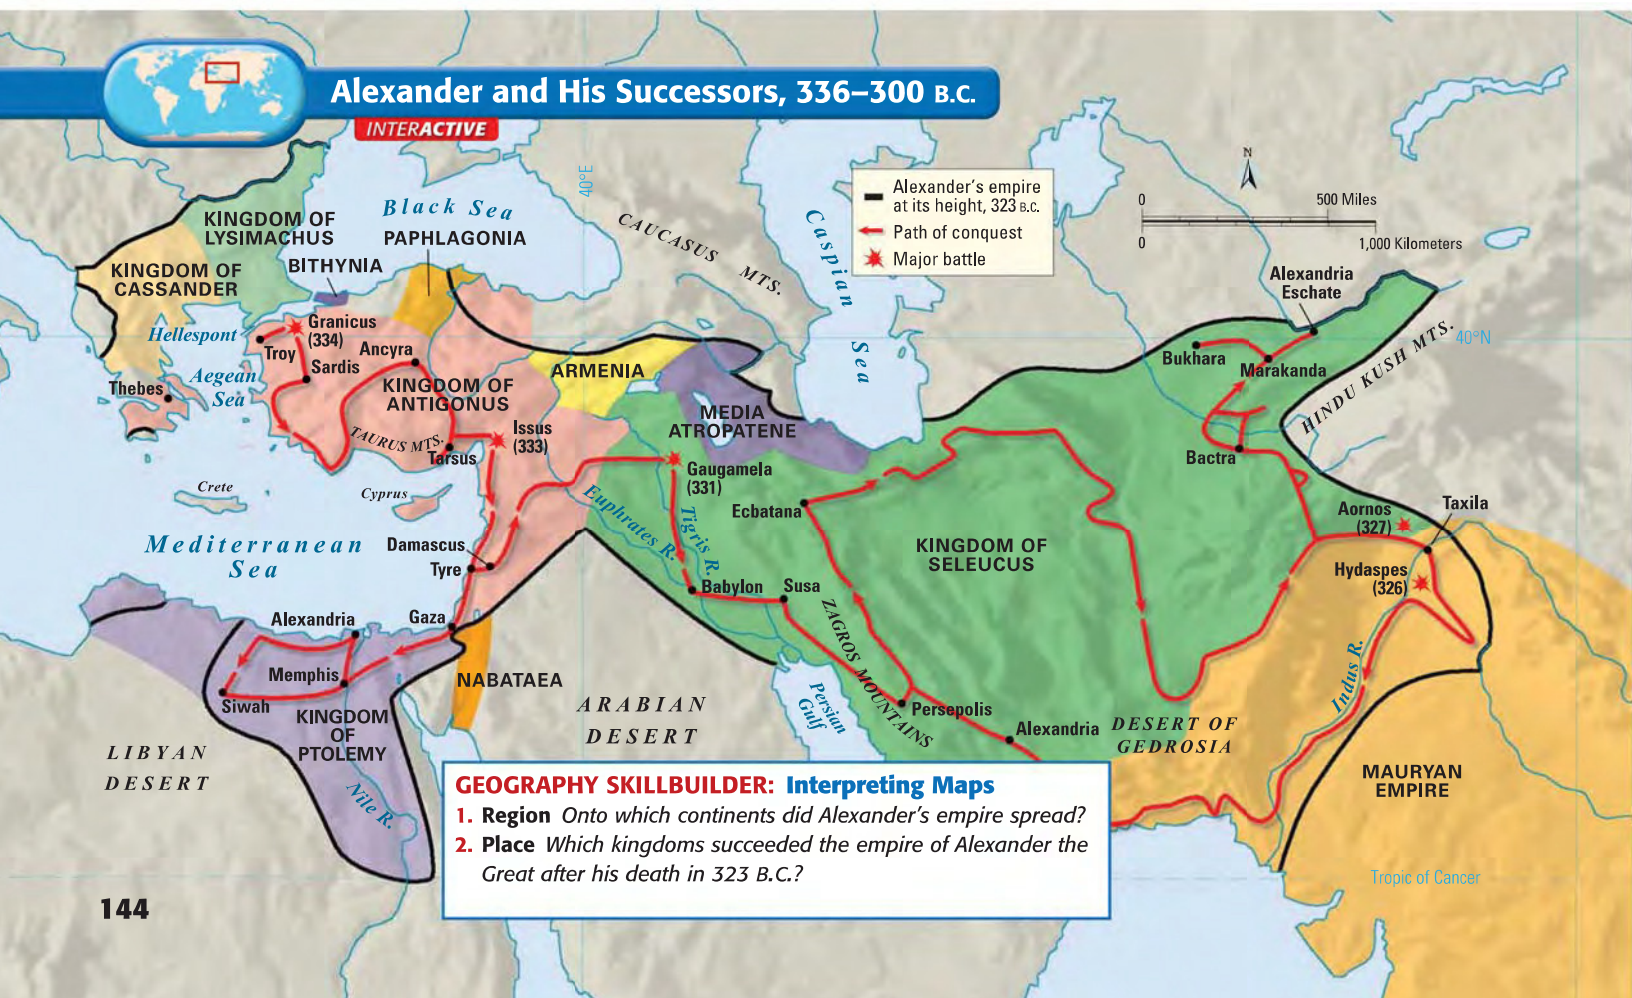 Alexander and His Successors, 336–300 B.C.
INTERACTIVE
40°E
N
Alexander's empire
at its height, 323 B.C.
Path of conquest
Major battle
0
500 Miles
0
1,000 Kilometers
KINGDOM OF
LYSIMACHUS
Black Sea
PAPHLAGONIA
CAUCASUS MTS.
Caspian Sea
KINGDOM OF
CASSANDER
BITHYNIA
Alexandria
Eschate
Hellespont
Granicus
(334)
Troy
Ancyra
Sardis
Thebes
Aegean
Sea
KINGDOM OF
ANTIGONUS
ARMENIA
MEDIA
ATROPATENE
Bukhara
Marakanda
HINDU KUSH MTS.
40°N
TAURUS MTS.
Tarsus
Issus
(333)
Gaugamela
(331)
Bactra
Crete
Cyprus
Euphrates R.
Tigris R.
Ecbatana
Aornos
(327)
Taxila
Mediterranean
Sea
Damascus
Tyre
KINGDOM OF
SELEUCUS
Hydaspes
(326)
Babylon
Susa
Alexandria
Gaza
ZAGROS MOUNTAINS
Memphis
Siwah
NABATAEA
Indus R.
KINGDOM
OF
PTOLEMY
ARABIAN
DESERT
Persian
Gulf
Persepolis
Alexandria
DESERT OF
GEDROSIA
LIBYAN
DESERT
Nile R.
MAURYAN
EMPIRE
GEOGRAPHY SKILLBUILDER: Interpreting Maps
1. Region Onto which continents did Alexander's empire spread?
2. Place Which kingdoms succeeded the empire of Alexander the
Great after his death in 323 B.C.?
Tropic of Cancer
144